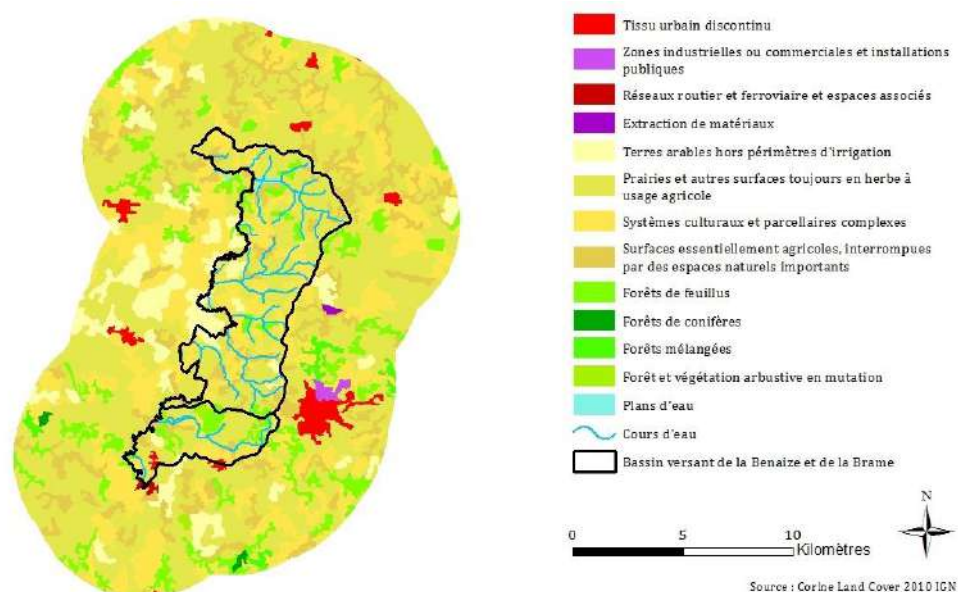 Tissu urbain discontinu
Zones industrielles ou commerciales et installations
publiques
Réseaux routier et ferroviaire et espaces associés
Extraction de matériaux
Terres arables hors périmètres d'irrigation
Prairies et autres surfaces toujours en herbe à
usage agricole
Systèmes culturaux et parcellaires complexes
Surfaces essentiellement agricoles, interrompues
par des espaces naturels importants
Forêts de feuillus
Forêts de conifères
Forêts mélangées
Forêt et végétation arbustive en mutation
Plans d'eau
Cours d'eau
Bassin versant de la Benaize et de la Brame
N
0 5 10
Kilomètres
Source : Corine Land Cover 2010 IGN